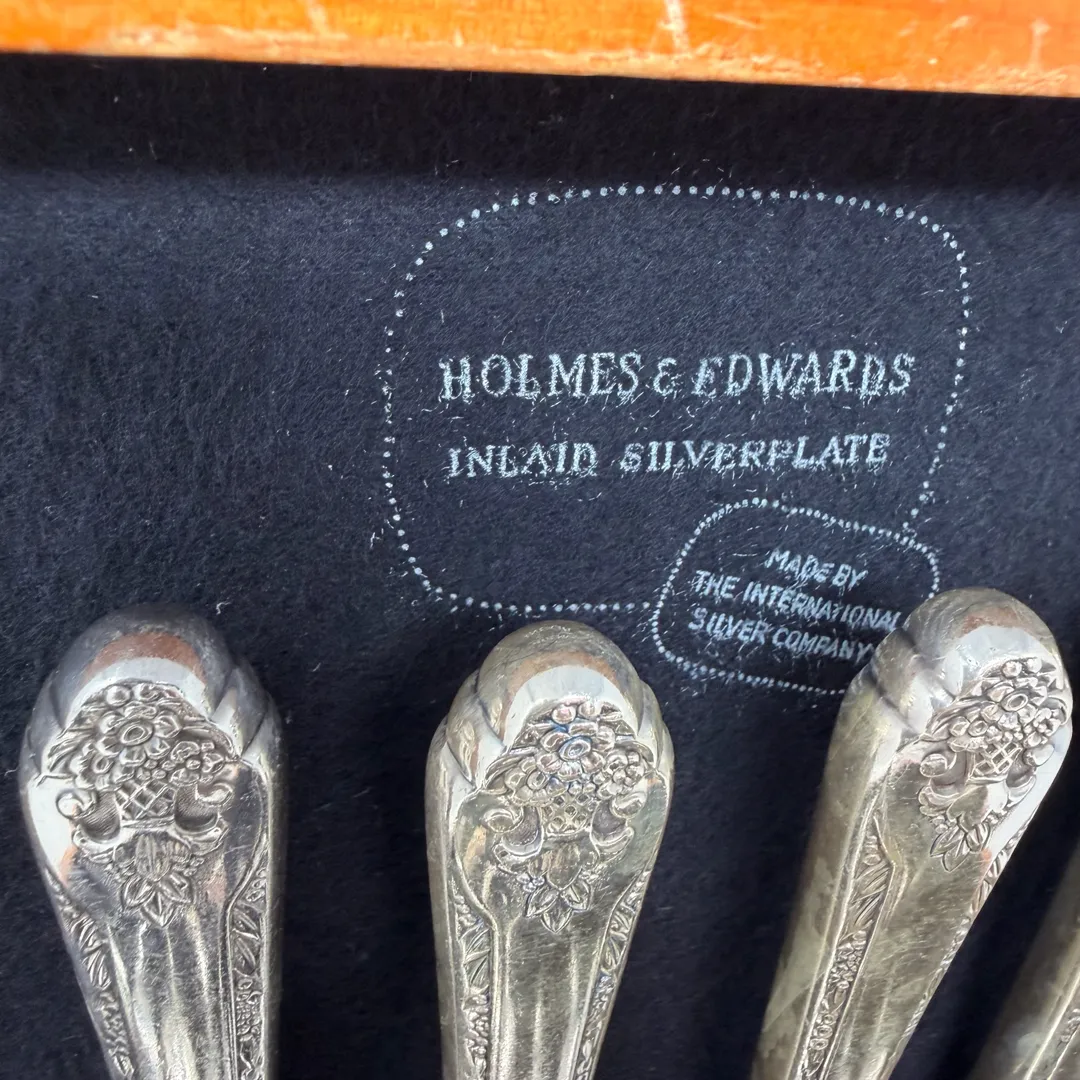 HOLMES & EDWARDS
INLAID SILVERPLATE
MADE BY
THE INTERNATIONAL
SILVER COMPANY